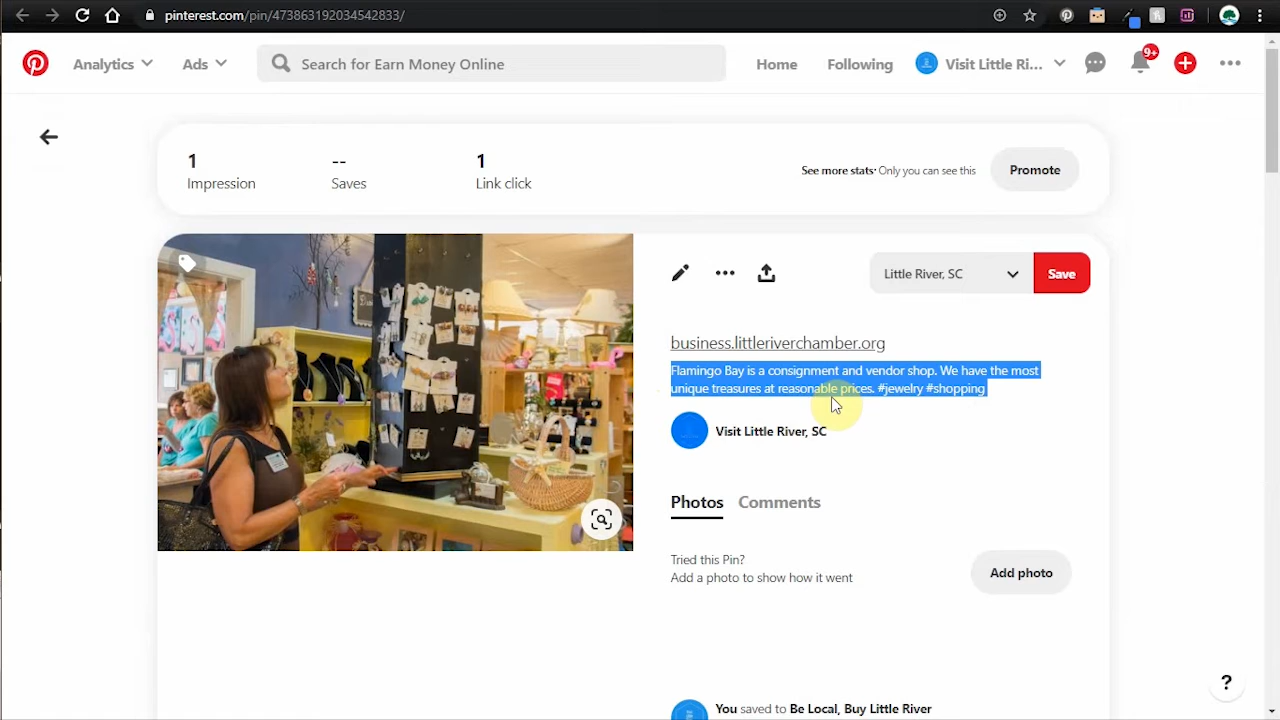 pinterest.com/pin/473863192034542833/
Analytics
Ads
Search for Earn Money Online
Home
Following
Visit Little Ri...
9+
1
Impression
--
Saves
1
Link click
See more stats· Only you can see this
Promote
Little River, SC
Save
business.littleriverchamber.org
Flamingo Bay is a consignment and vendor shop. We have the most
unique treasures at reasonable prices. #jewelry #shopping
Visit Little River, SC
Photos
Comments
Tried this Pin?
Add a photo to show how it went
Add photo
?
You saved to Be Local, Buy Little River